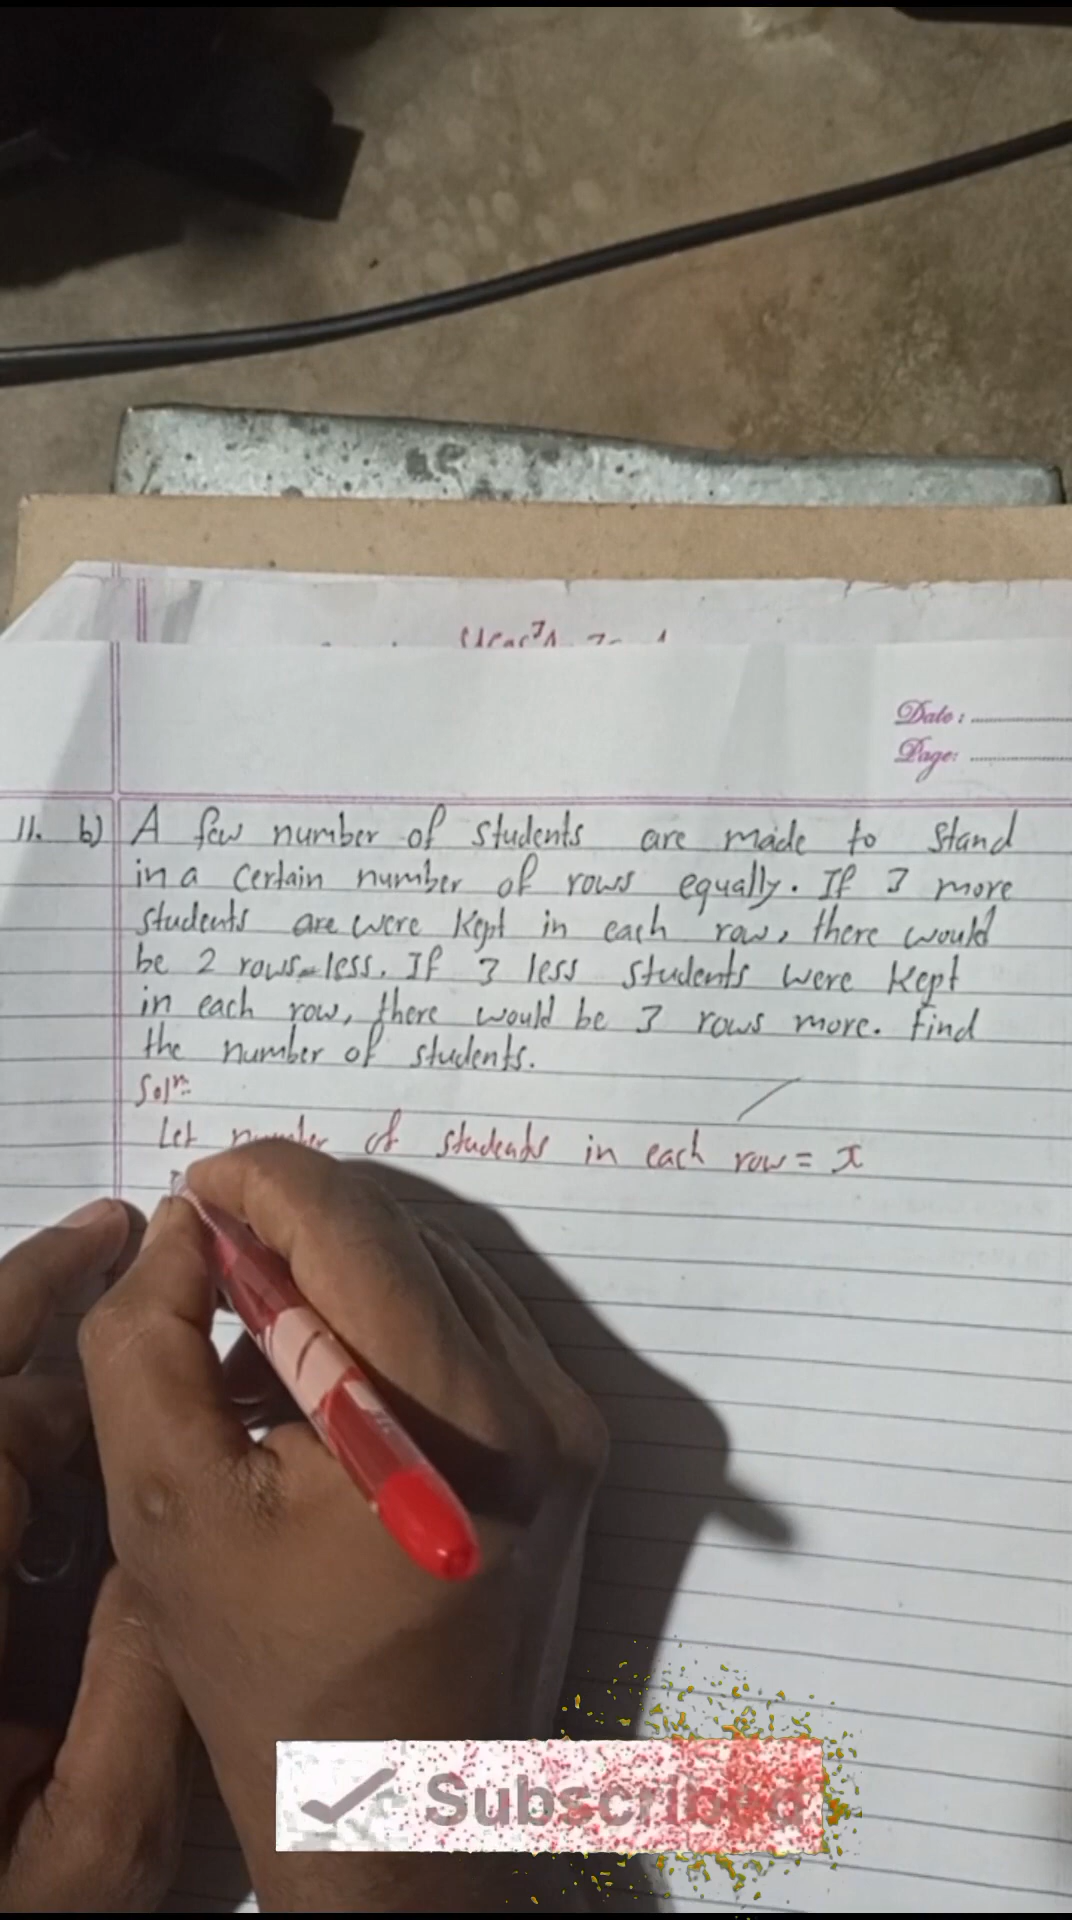 Date:
Page:
11. b) A few number of students are made to stand
in a certain number of rows equally. If 3 more
students are were kept in each row, there would
be 2 rows less. If 3 less students were kept
in each row, there would be 3 rows more. Find
the number of students.
Solⁿ:
Let number of students in each row = x
Subscribed